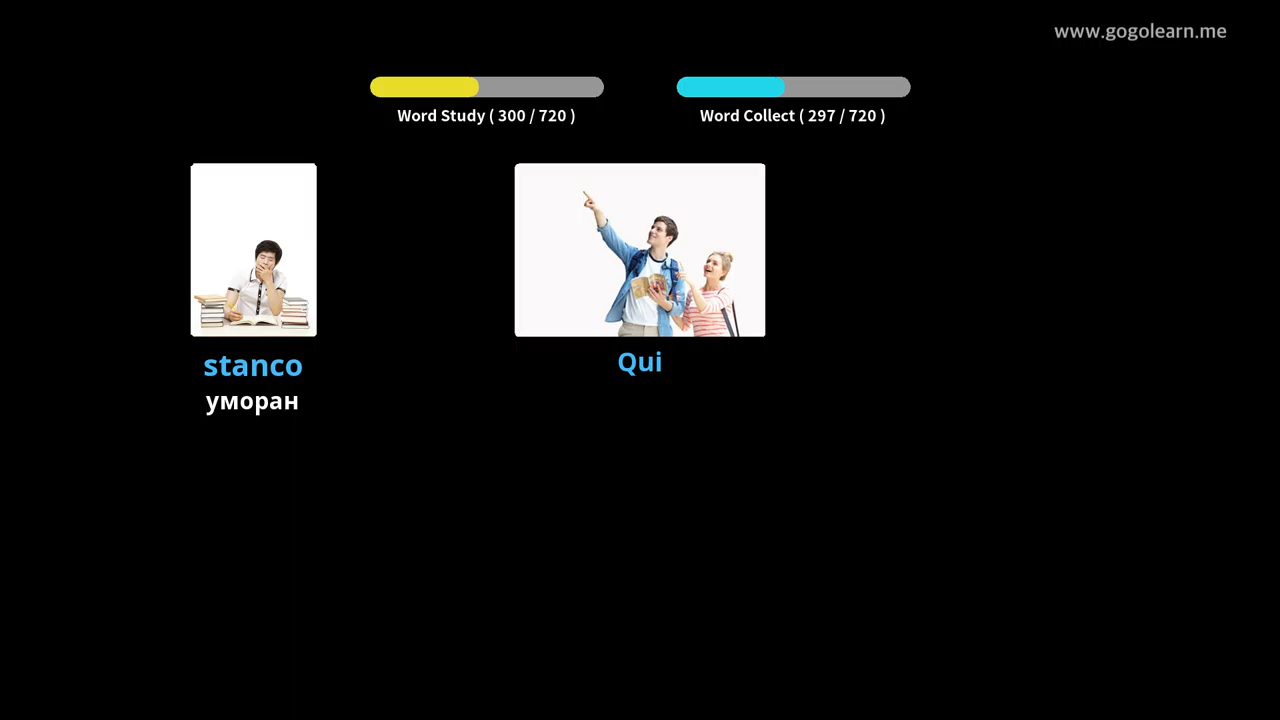 www.gogolearn.me
Word Study ( 300 / 720 )
Word Collect ( 297 / 720 )
stanco
уморан
Qui